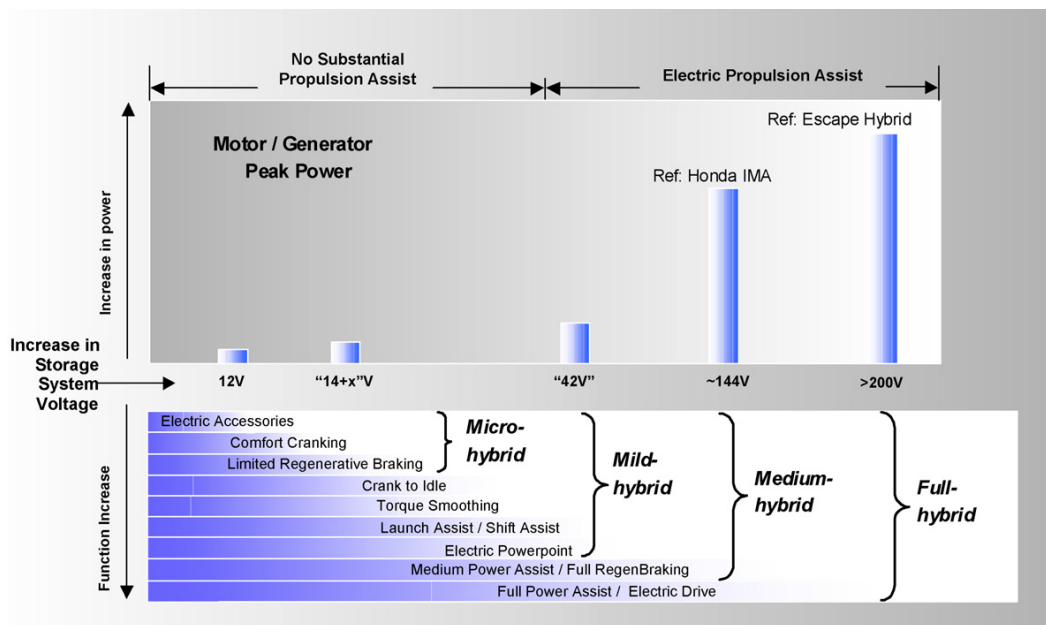 No Substantial
Propulsion Assist
Electric Propulsion Assist
Motor / Generator
Peak Power
Ref: Escape Hybrid
Ref: Honda IMA
Increase in power
Increase in
Storage
System
Voltage
12V
“14+x”V
“42V”
~144V
>200V
Function Increase
Electric Accessories
Comfort Cranking
Limited Regenerative Braking
Crank to Idle
Torque Smoothing
Launch Assist / Shift Assist
Electric Powerpoint
Medium Power Assist / Full RegenBraking
Full Power Assist / Electric Drive
Micro-
hybrid
Mild-
hybrid
Medium-
hybrid
Full-
hybrid